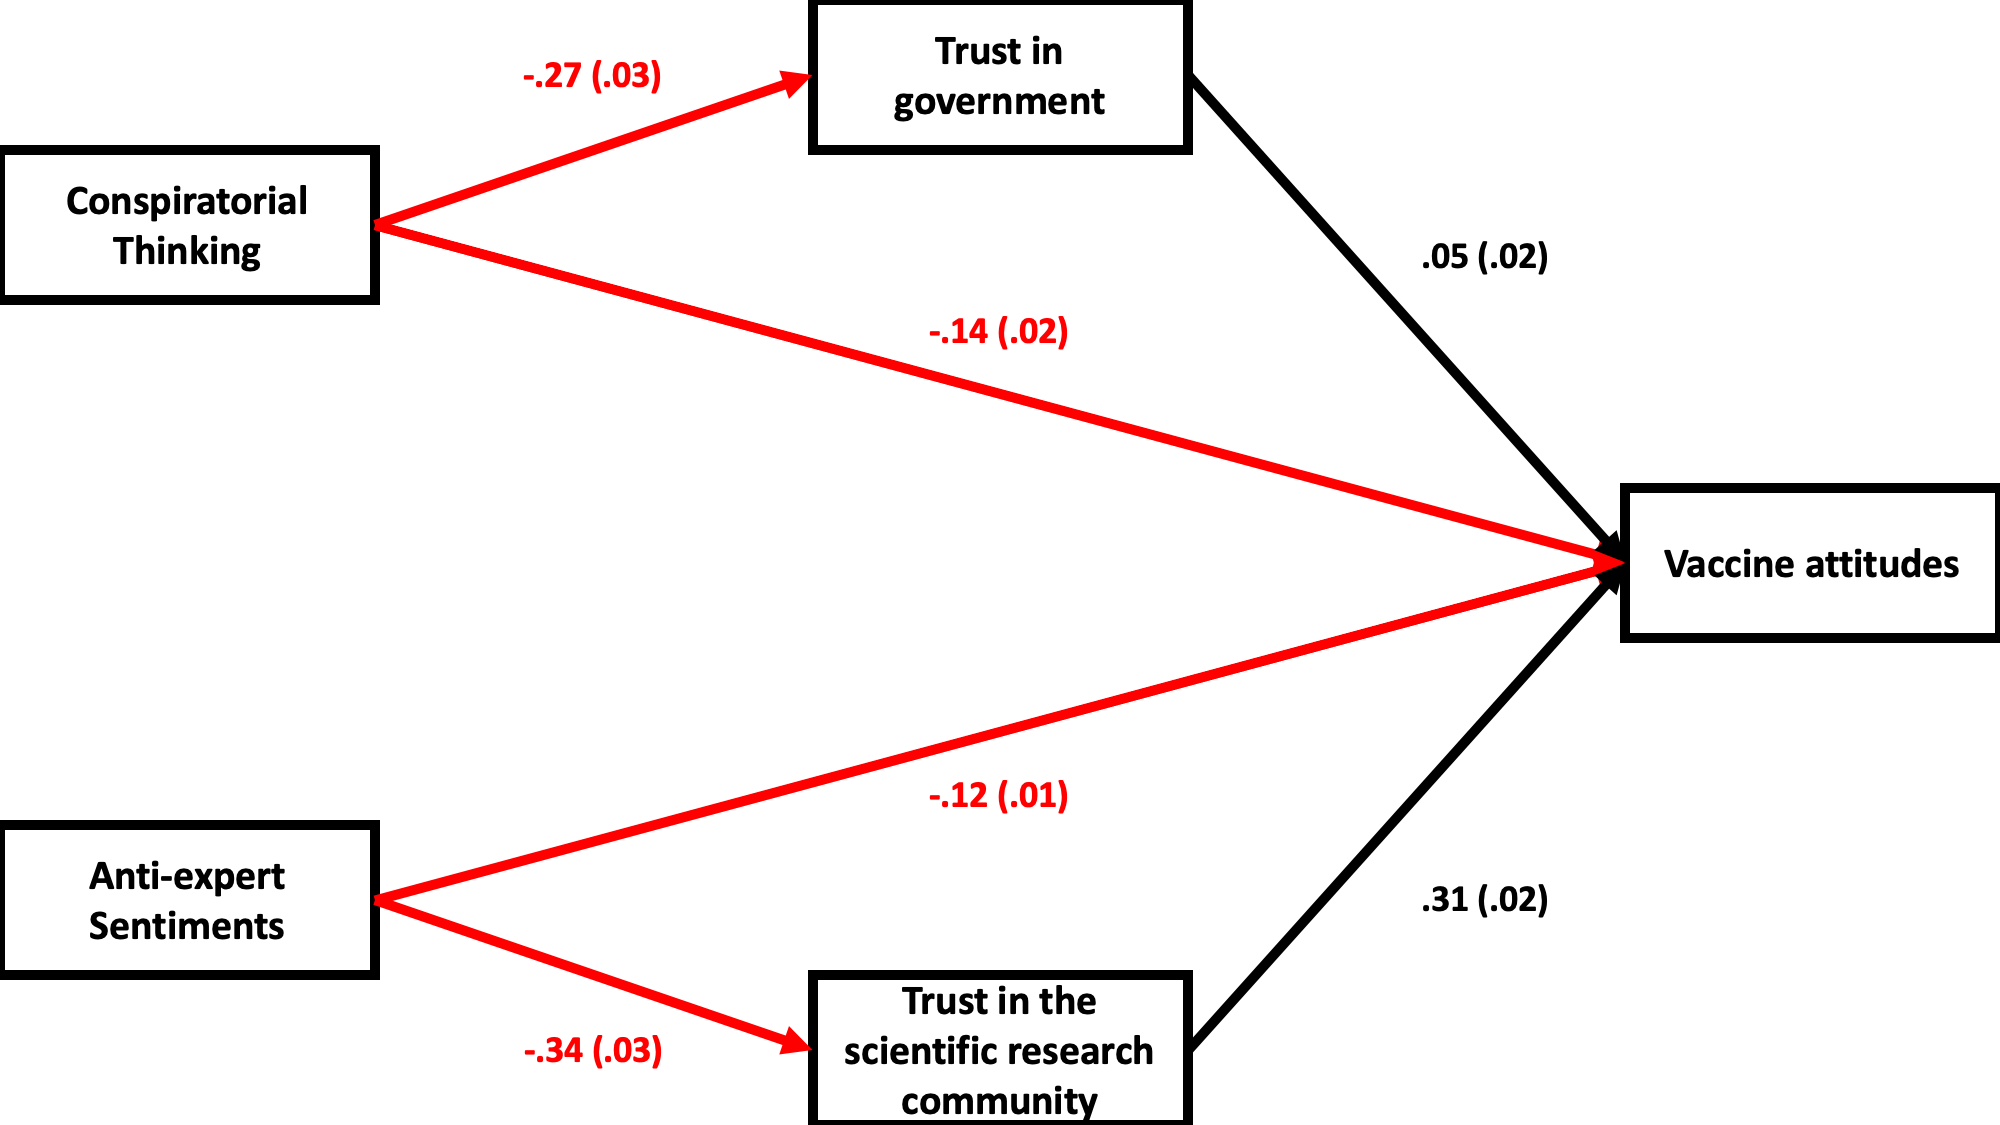 Trust in
government
-.27 (.03)
Conspiratorial
Thinking
.05 (.02)
-.14 (.02)
Vaccine attitudes
-.12 (.01)
Anti-expert
Sentiments
.31 (.02)
-.34 (.03)
Trust in the
scientific research
community